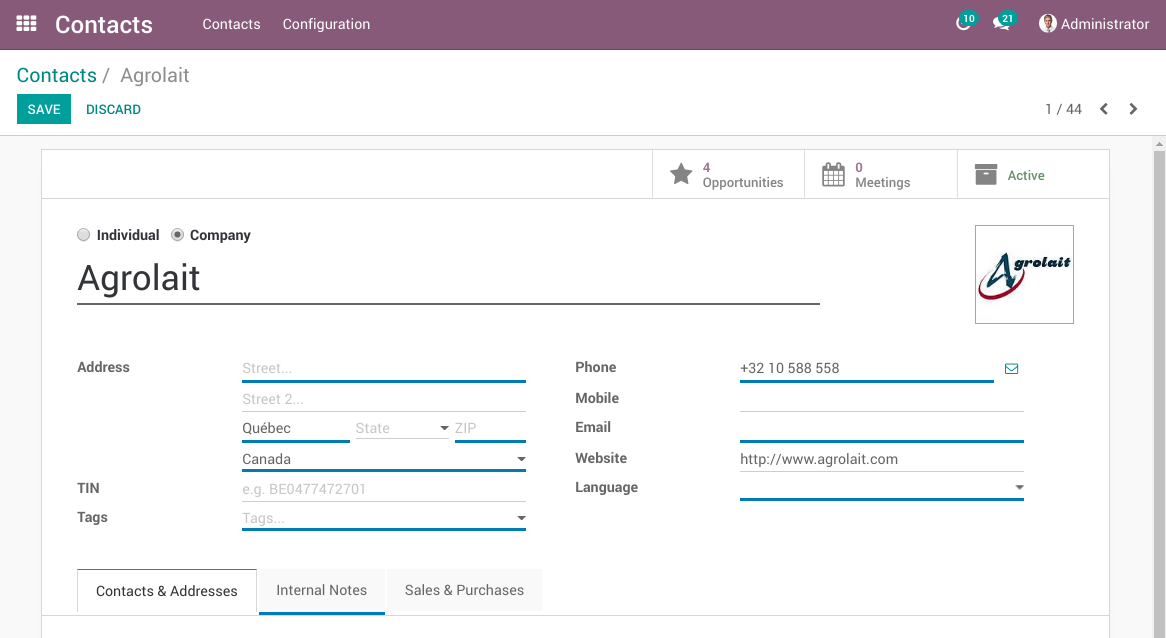 Contacts Contacts Configuration 10 21 Administrator
Contacts / Agrolait
SAVE DISCARD 1 / 44
4 Opportunities 0 Meetings Active
Individual Company
Agrolait
Agrolait
Address Street... Phone +32 10 588 558
Street 2... Mobile
Québec State ZIP Email
Canada Website http://www.agrolait.com
TIN e.g. BE0477472701 Language
Tags Tags...
Contacts & Addresses Internal Notes Sales & Purchases